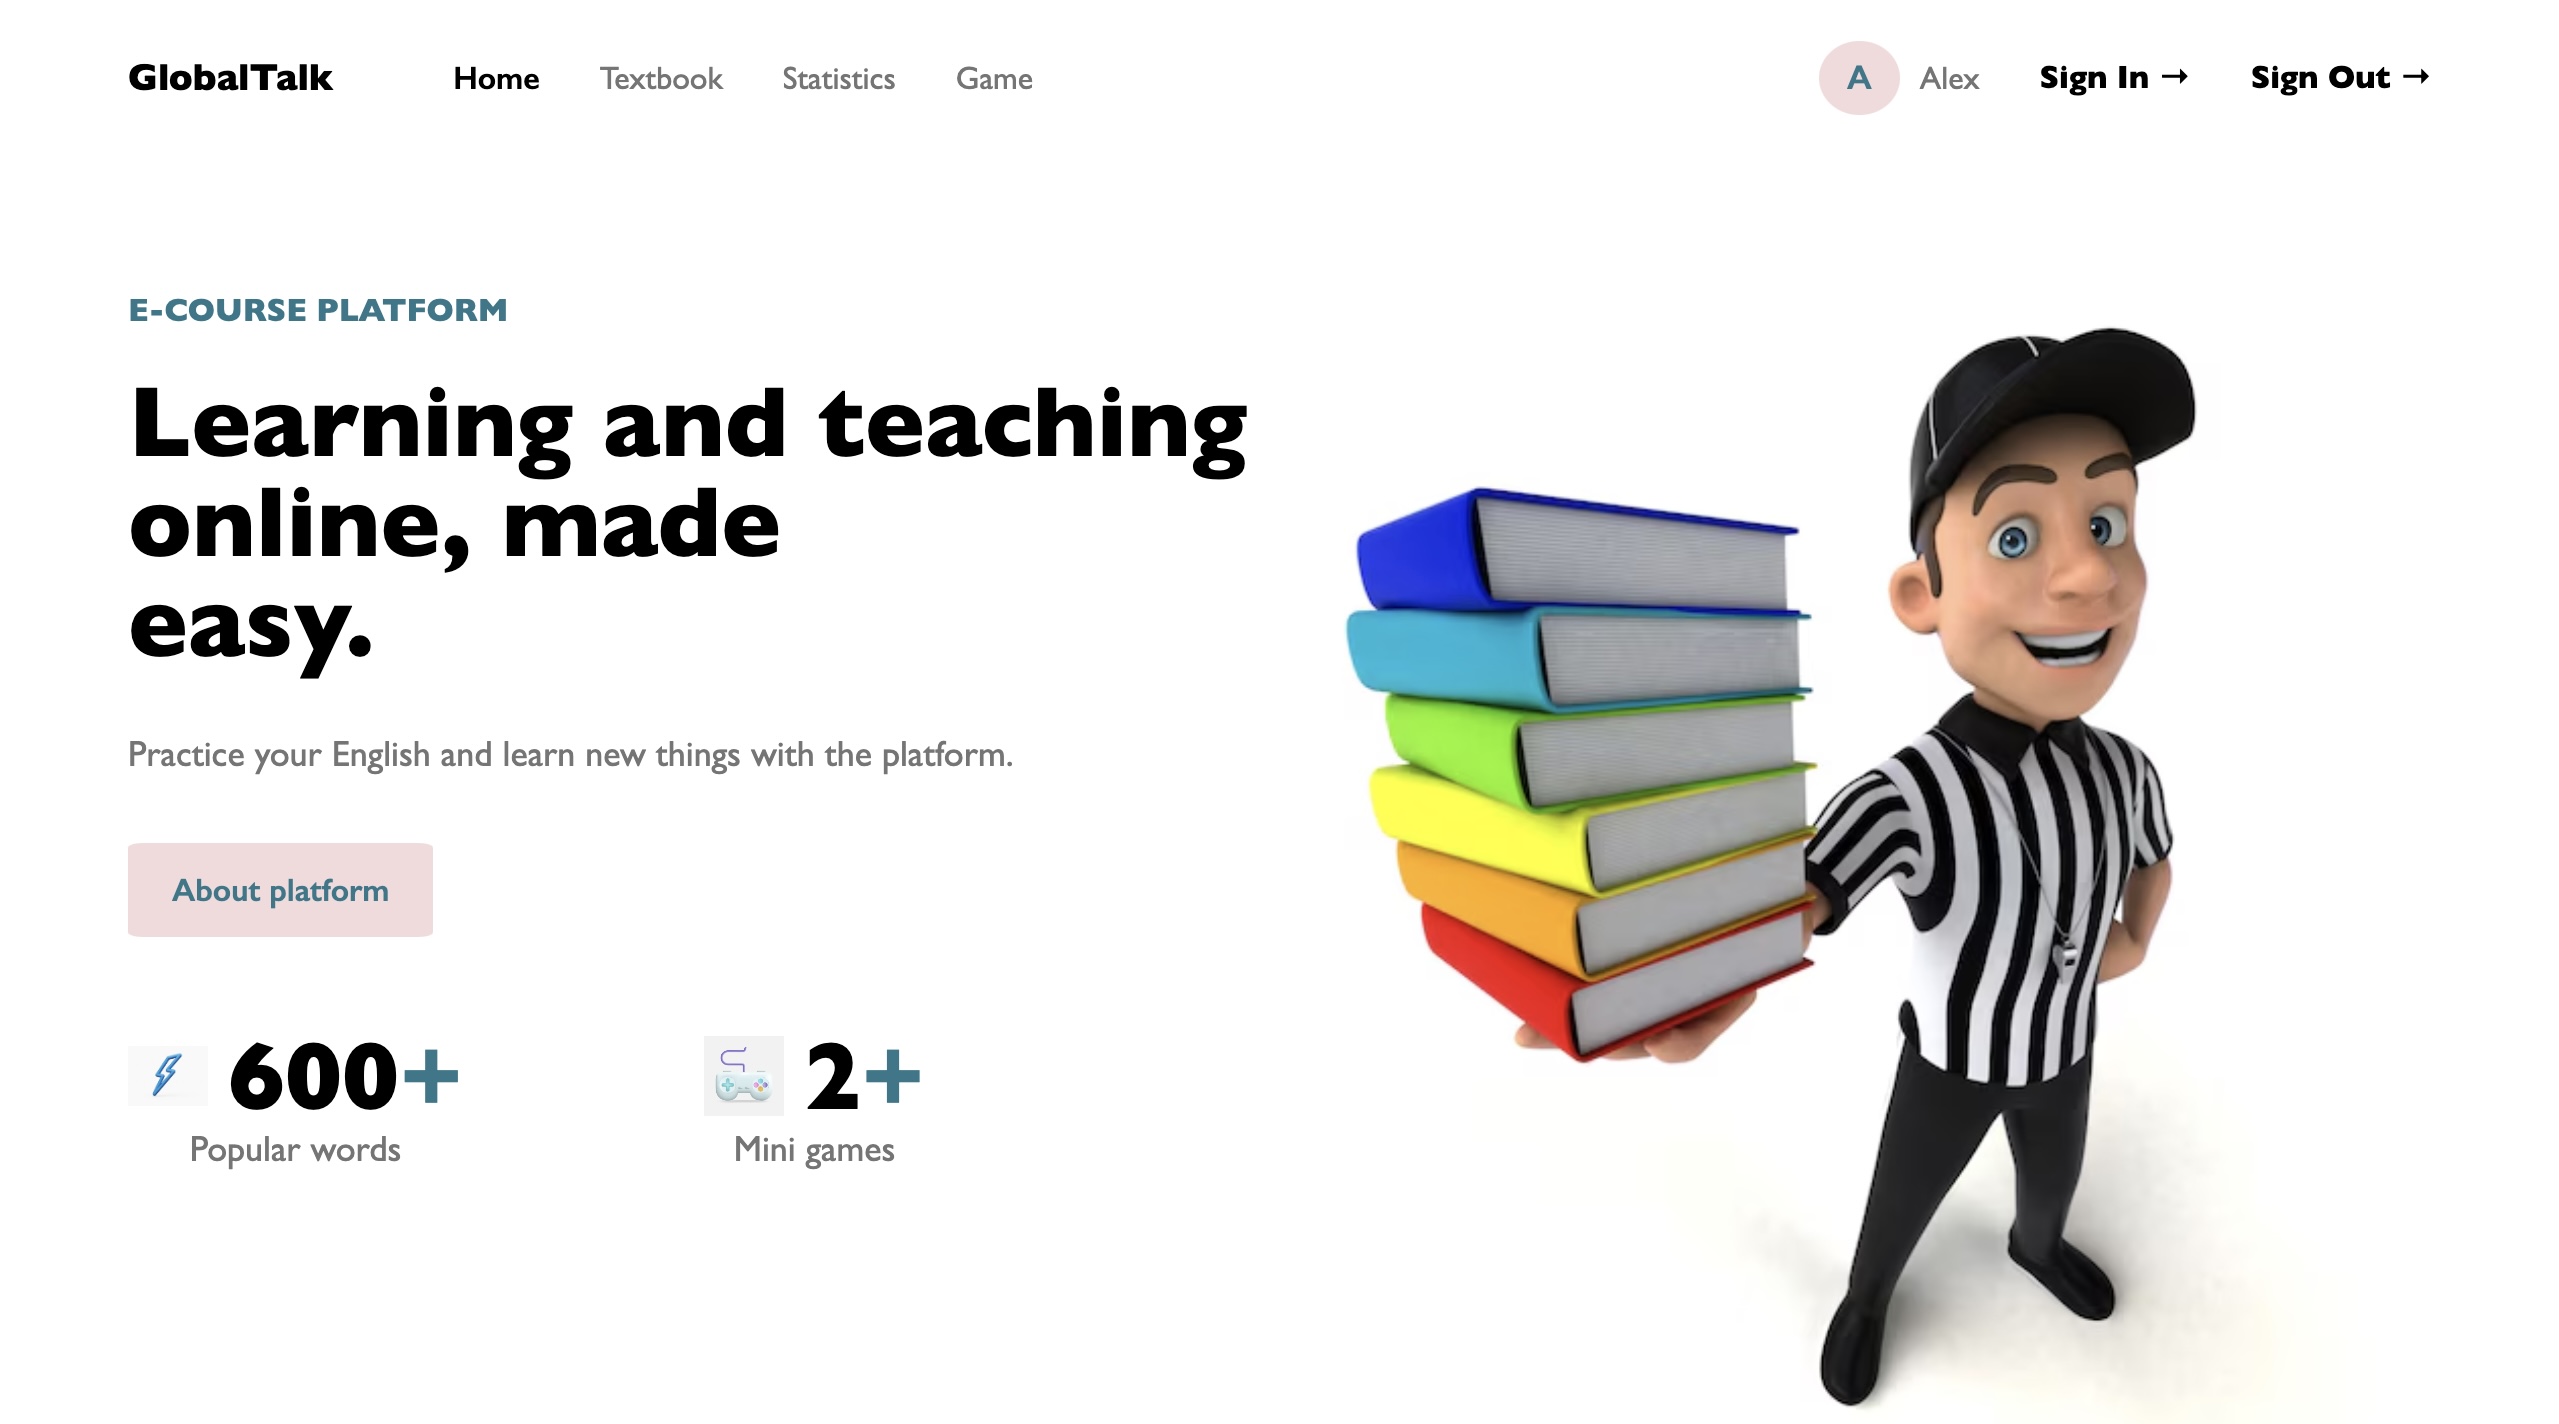 GlobalTalk
Home
Textbook
Statistics
Game
A
Alex
Sign In →
Sign Out →
E-COURSE PLATFORM
Learning and teaching
online, made
easy.
Practice your English and learn new things with the platform.
About platform
600+
Popular words
2+
Mini games